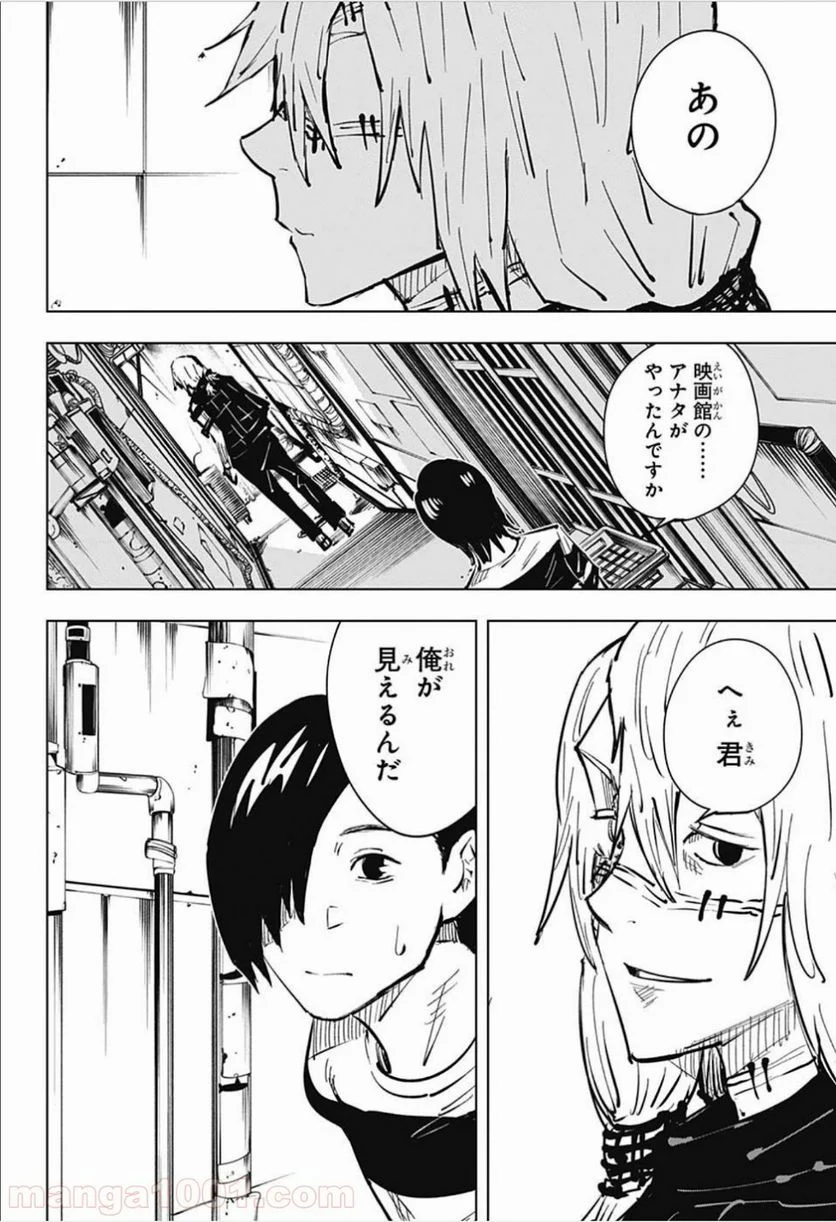 あの
映画館の……
アナタが
やったんですか
へぇ 君
俺が
見えるんだ
manga1001.com